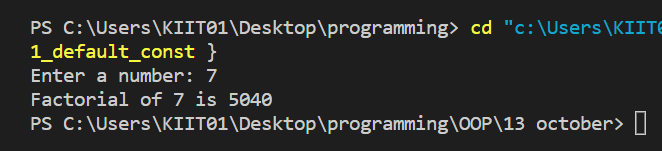 PS C:\Users\KIIT01\Desktop\programming> cd "c:\Users\KIIT0
1_default_const }
Enter a number: 7
Factorial of 7 is 5040
PS C:\Users\KIIT01\Desktop\programming\OOP\13 october>